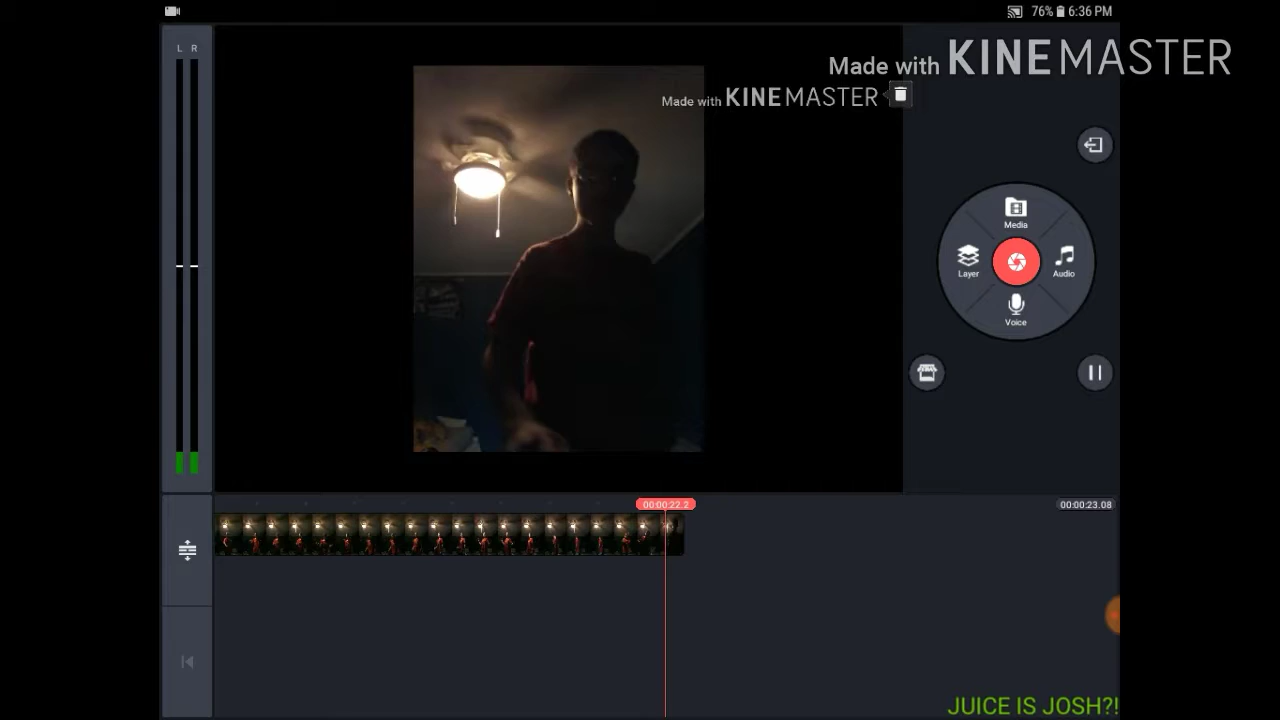 76% 6:36 PM
Made with KINEMASTER
Made with KINEMASTER
L R
Media
Layer
Audio
Voice
00:00:22.2
00:00:23.08
JUICE IS JOSH?!